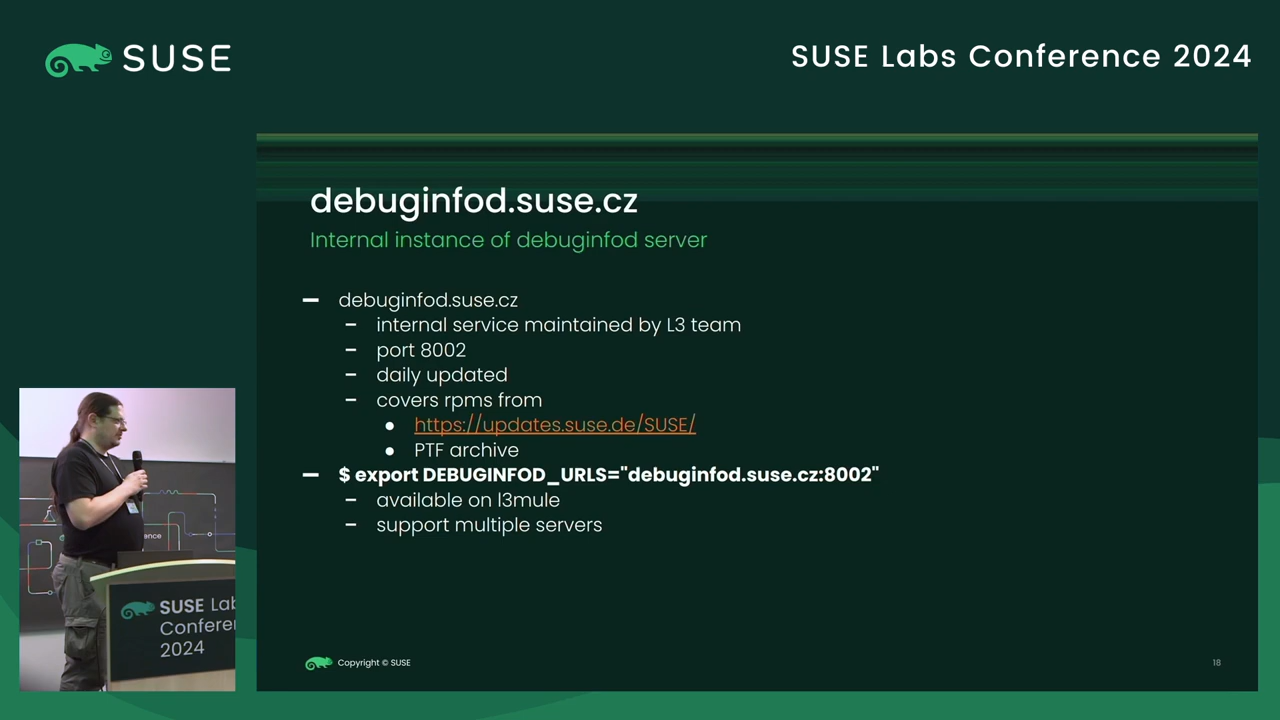 SUSE
SUSE Labs Conference 2024
debuginfod.suse.cz
Internal instance of debuginfod server
debuginfod.suse.cz
internal service maintained by L3 team
port 8002
daily updated
covers rpms from
https://updates.suse.de/SUSE/
PTF archive
$ export DEBUGINFOD_URLS="debuginfod.suse.cz:8002"
available on l3mule
support multiple servers
Copyright © SUSE
18
ence
SUSE Lab
Conferen
2024